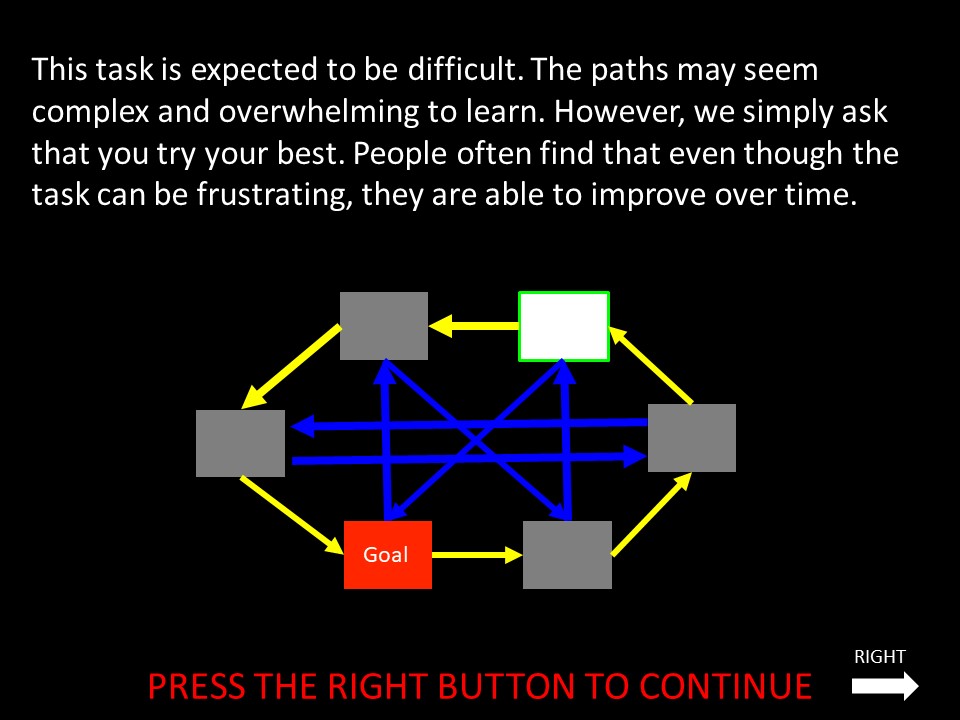 This task is expected to be difficult. The paths may seem
complex and overwhelming to learn. However, we simply ask
that you try your best. People often find that even though the
task can be frustrating, they are able to improve over time.
Goal
RIGHT
PRESS THE RIGHT BUTTON TO CONTINUE